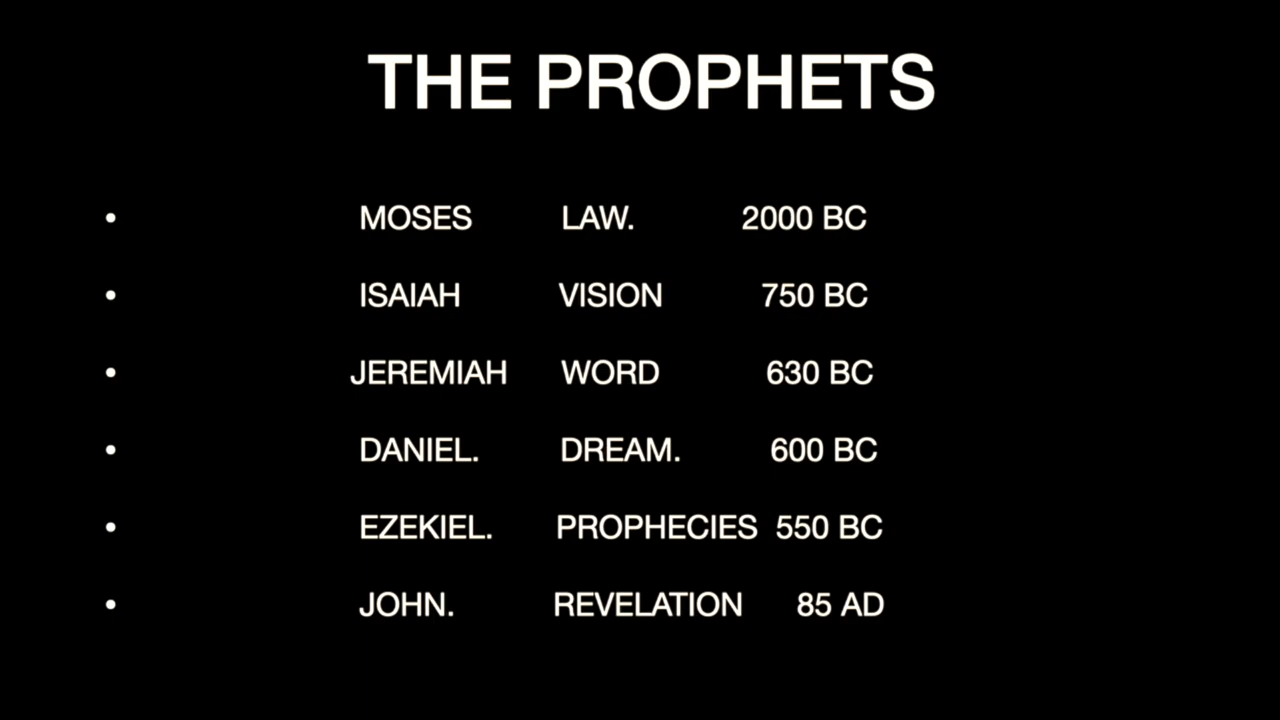 THE PROPHETS
• MOSES LAW. 2000 BC
• ISAIAH VISION 750 BC
• JEREMIAH WORD 630 BC
• DANIEL. DREAM. 600 BC
• EZEKIEL. PROPHECIES 550 BC
• JOHN. REVELATION 85 AD